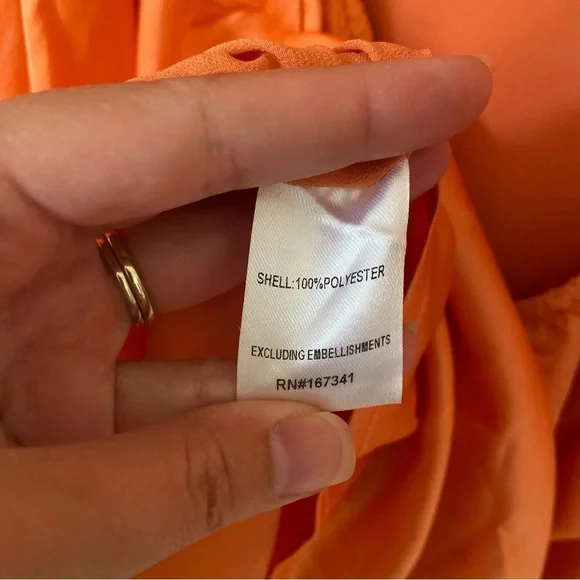 SHELL:100%POLYESTER
EXCLUDING EMBELLISHMENTS
RN#167341